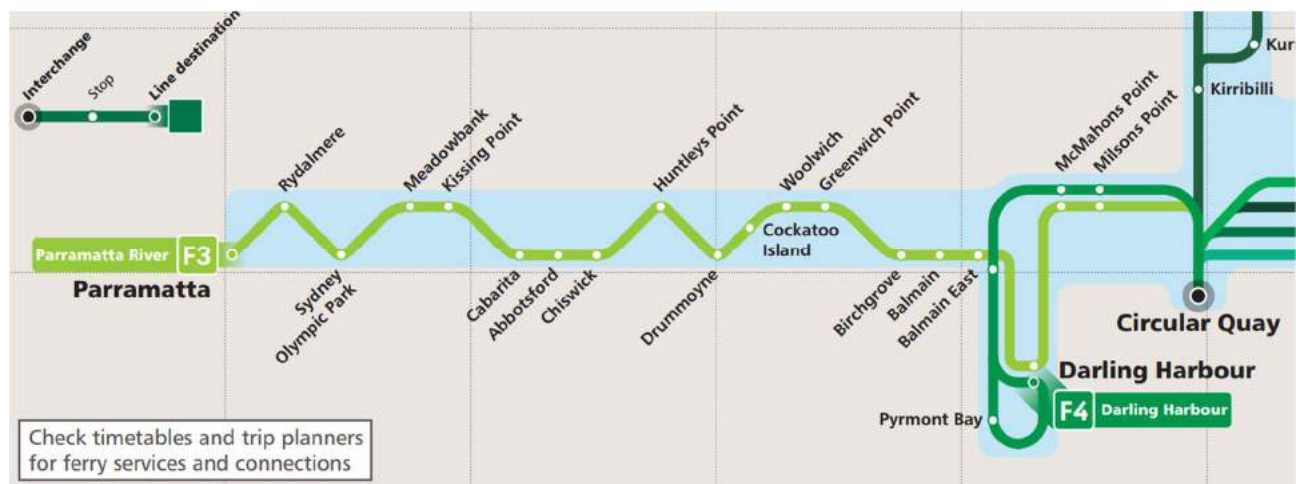 Interchange
Stop
Line destination
Parramatta River F3
Parramatta
Rydalmere
Sydney
Olympic Park
Meadowbank
Kissing Point
Cabarita
Abbotsford
Chiswick
Huntleys Point
Drummoyne
Cockatoo
Island
Woolwich
Greenwich Point
Birchgrove
Balmain
Balmain East
McMahons Point
Milsons Point
Kur
Kirribilli
Circular Quay
Darling Harbour
F4 Darling Harbour
Pyrmont Bay
Check timetables and trip planners
for ferry services and connections